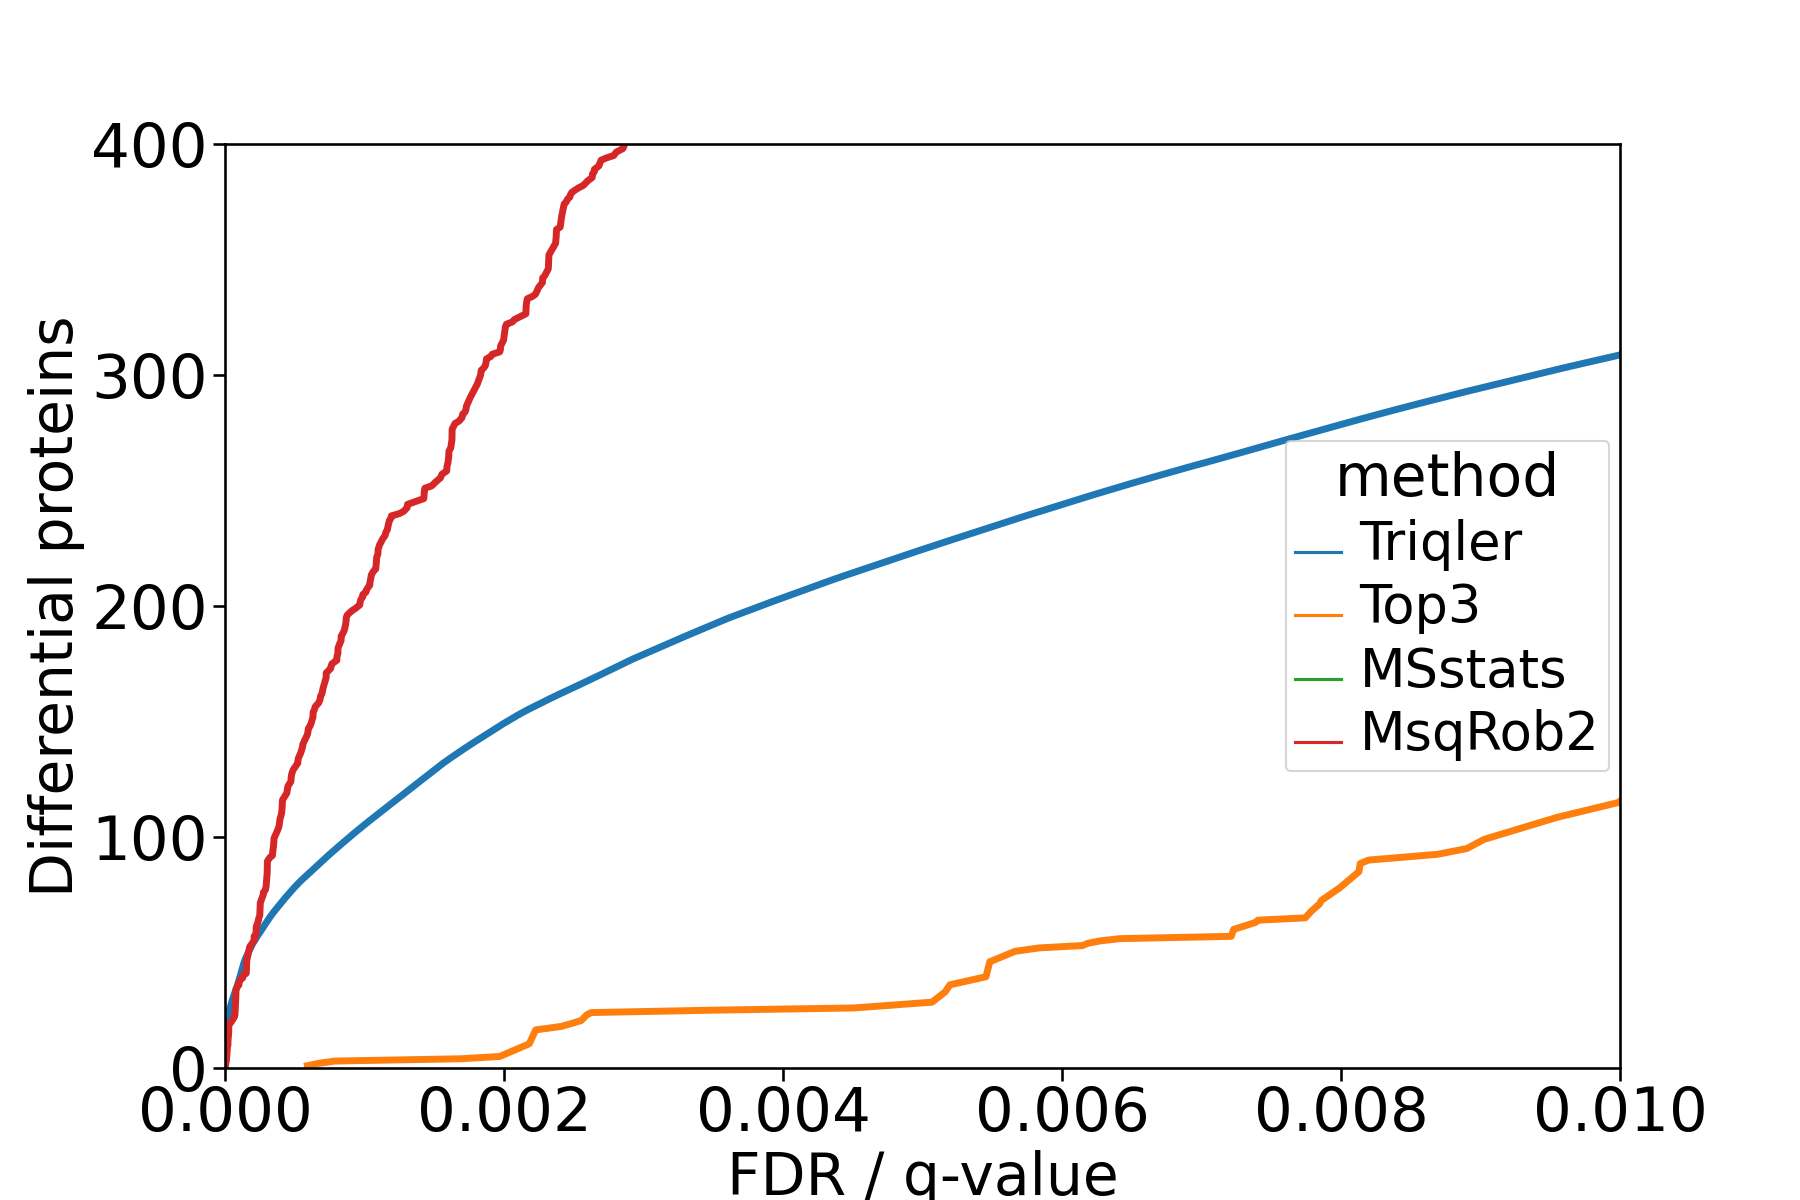 400
300
200
100
0
Differential proteins
method
Triqler
Top3
MSstats
MsqRob2
0.000 0.002 0.004 0.006 0.008 0.010
FDR / q-value